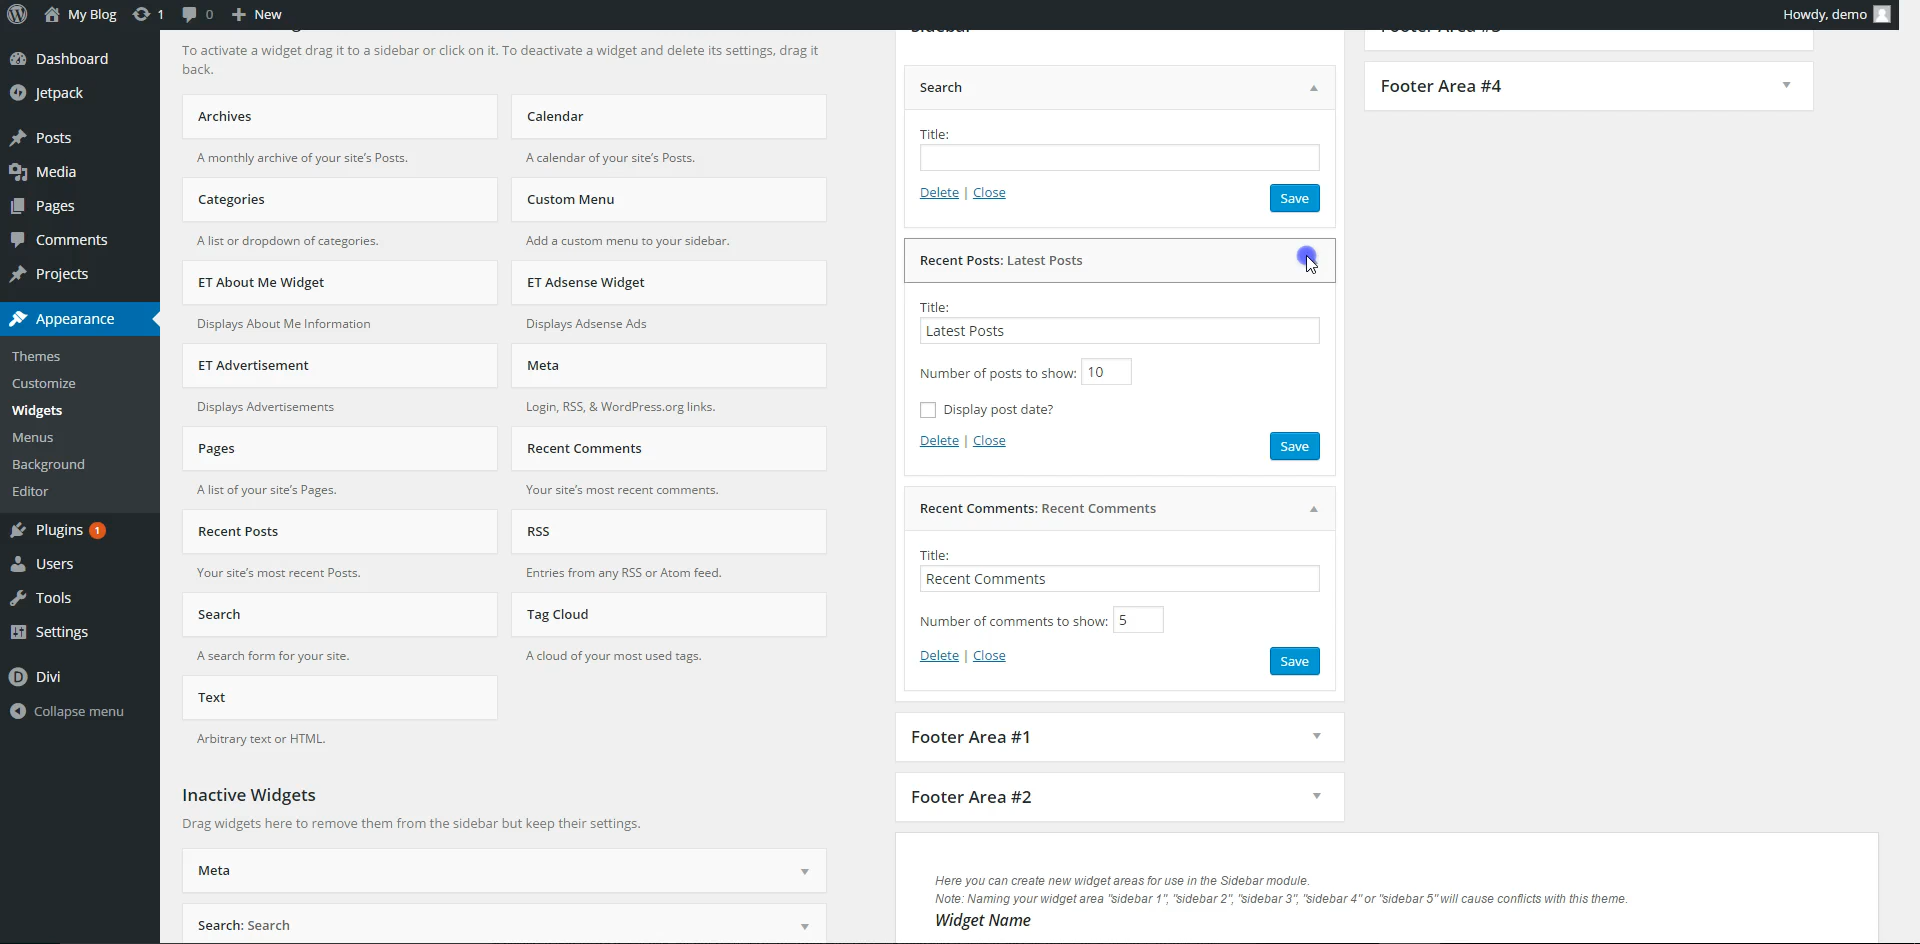 My Blog
1
0
New
Howdy, demo
Dashboard
Jetpack
Posts
Media
Pages
Comments
Projects
Appearance
Themes
Customize
Widgets
Menus
Background
Editor
Plugins 1
Users
Tools
Settings
Divi
Collapse menu
To activate a widget drag it to a sidebar or click on it. To deactivate a widget and delete its settings, drag it
back.
Archives
A monthly archive of your site's Posts.
Calendar
A calendar of your site's Posts.
Categories
A list or dropdown of categories.
Custom Menu
Add a custom menu to your sidebar.
ET About Me Widget
Displays About Me Information
ET Adsense Widget
Displays Adsense Ads
ET Advertisement
Displays Advertisements
Meta
Login, RSS, & WordPress.org links.
Pages
A list of your site's Pages.
Recent Comments
Your site's most recent comments.
Recent Posts
Your site's most recent Posts.
RSS
Entries from any RSS or Atom feed.
Search
A search form for your site.
Tag Cloud
A cloud of your most used tags.
Text
Arbitrary text or HTML.
Inactive Widgets
Drag widgets here to remove them from the sidebar but keep their settings.
Meta
Search: Search
Sidebar
Search
Title:
Delete | Close
Save
Recent Posts: Latest Posts
Title:
Latest Posts
Number of posts to show: 10
Display post date?
Delete | Close
Save
Recent Comments: Recent Comments
Title:
Recent Comments
Number of comments to show: 5
Delete | Close
Save
Footer Area #1
Footer Area #2
Footer Area #3
Footer Area #4
Here you can create new widget areas for use in the Sidebar module.
Note: Naming your widget area "sidebar 1", "sidebar 2", "sidebar 3", "sidebar 4" or "sidebar 5" will cause conflicts with this theme.
Widget Name